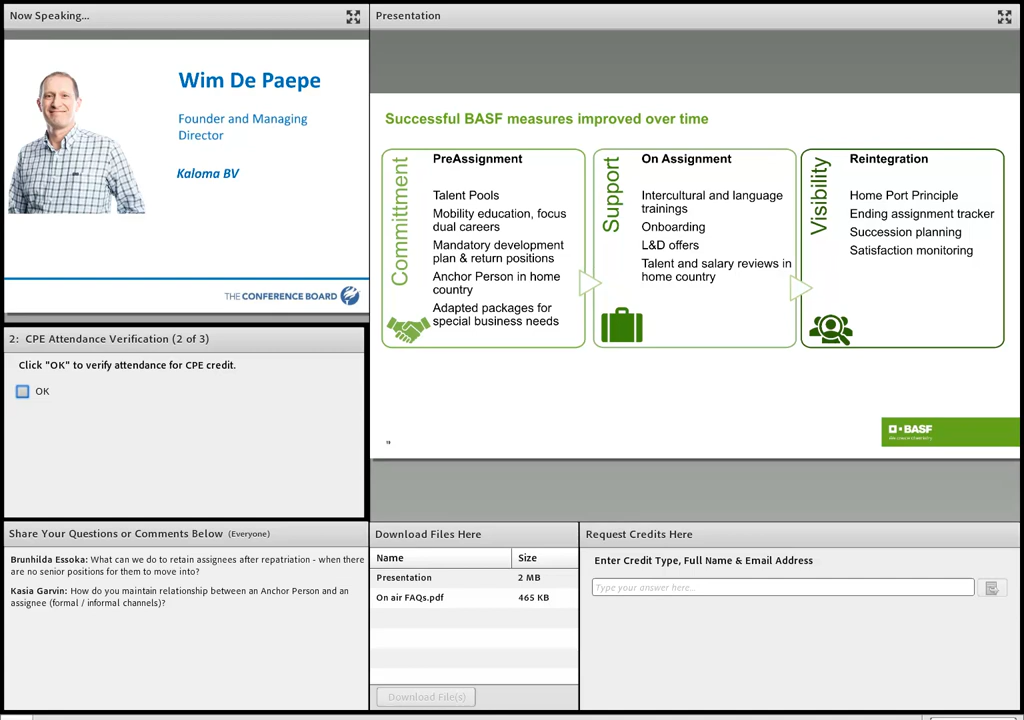 Now Speaking...
Wim De Paepe
Founder and Managing
Director
Kaloma BV
THE CONFERENCE BOARD
2: CPE Attendance Verification (2 of 3)
Click "OK" to verify attendance for CPE credit.
OK
Share Your Questions or Comments Below (Everyone)
Brunhilda Essoka: What can we do to retain assignees after repatriation - when there
are no senior positions for them to move into?
Kasia Garvin: How do you maintain relationship between an Anchor Person and an
assignee (formal / informal channels)?
Presentation
Successful BASF measures improved over time
Committment
PreAssignment
Talent Pools
Mobility education, focus
dual careers
Mandatory development
plan & return positions
Anchor Person in home
country
Adapted packages for
special business needs
Support
On Assignment
Intercultural and language
trainings
Onboarding
L&D offers
Talent and salary reviews in
home country
Visibility
Reintegration
Home Port Principle
Ending assignment tracker
Succession planning
Satisfaction monitoring
BASF
Download Files Here
Name Size
Presentation 2 MB
On air FAQs.pdf 465 KB
Download File(s)
Request Credits Here
Enter Credit Type, Full Name & Email Address
Type your answer here...